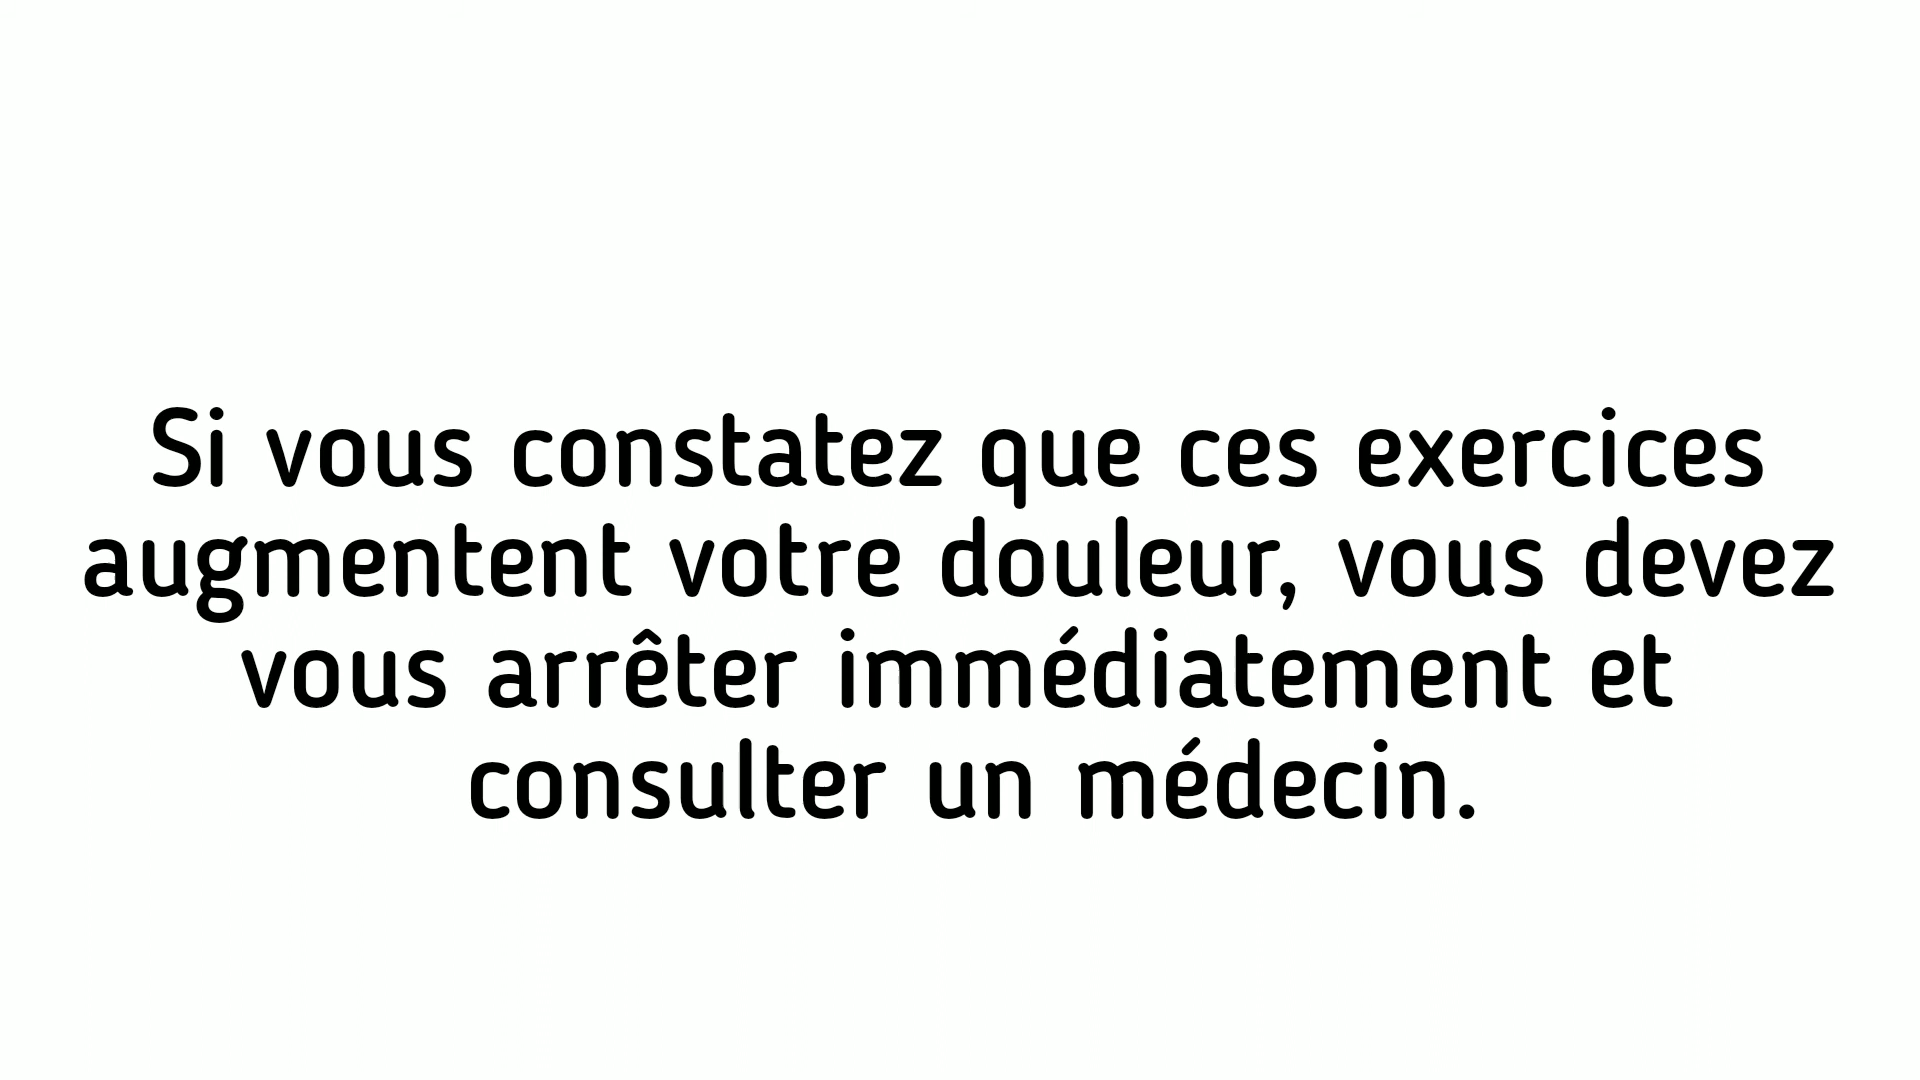 Si vous constatez que ces exercices
augmentent votre douleur, vous devez
vous arrêter immédiatement et
consulter un médecin.